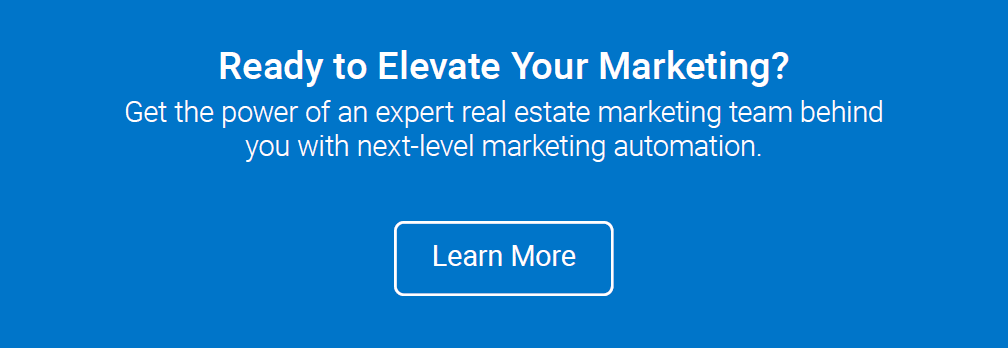 Ready to Elevate Your Marketing?
Get the power of an expert real estate marketing team behind
you with next-level marketing automation.
Learn More